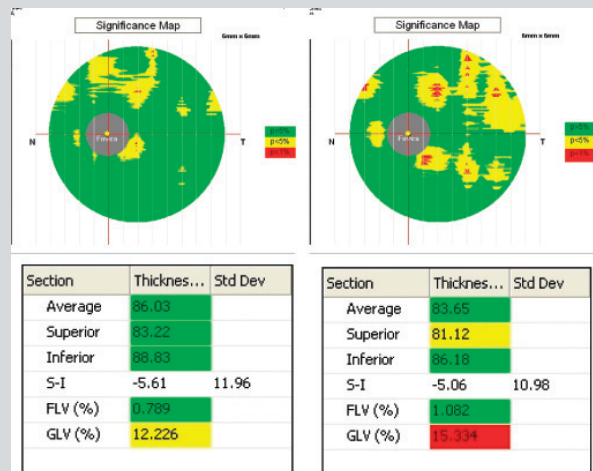 Significance Map
6mm x 6mm
N
Fovea
T
p>5%
p<5%
p<1%
Section Thicknes... Std Dev
Average 86.03
Superior 83.22
Inferior 88.83
S-I -5.61 11.96
FLV (%) 0.789
GLV (%) 12.226
Significance Map
6mm x 6mm
N
Fovea
T
p>5%
p<5%
p<1%
Section Thicknes... Std Dev
Average 83.65
Superior 81.12
Inferior 86.18
S-I -5.06 10.98
FLV (%) 1.082
GLV (%) 15.334